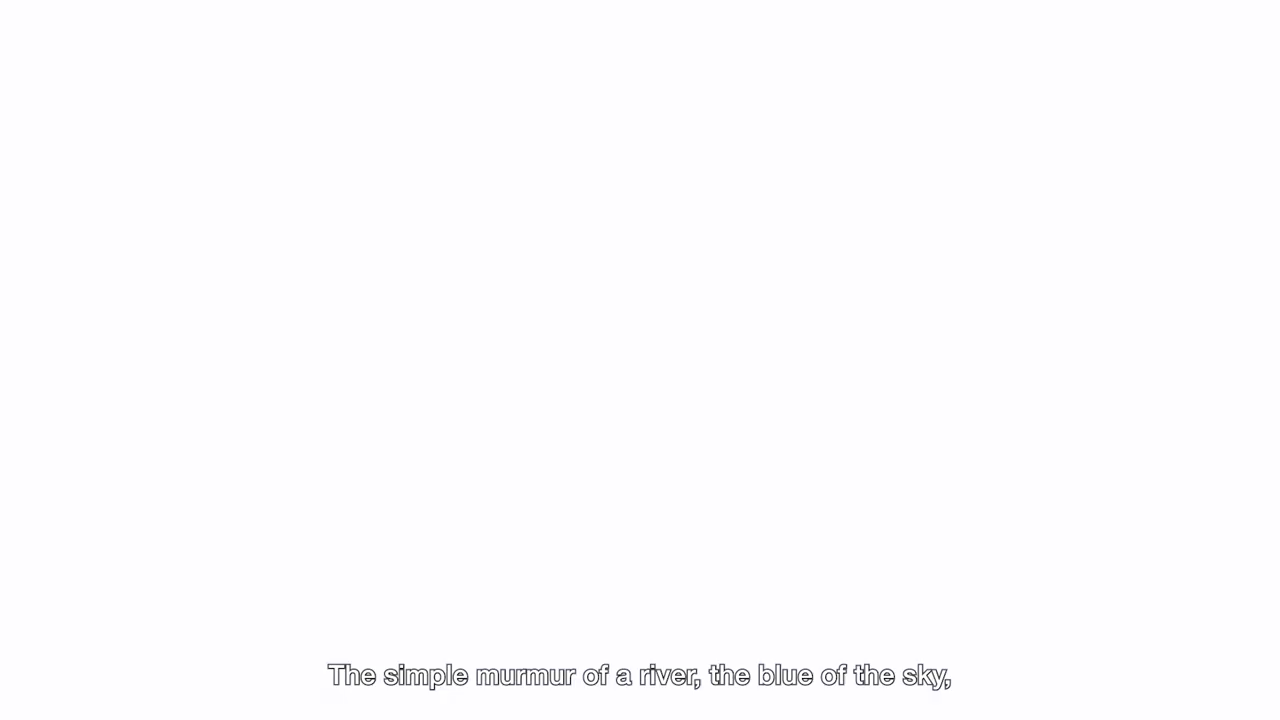 The simple murmur of a river, the blue of the sky,